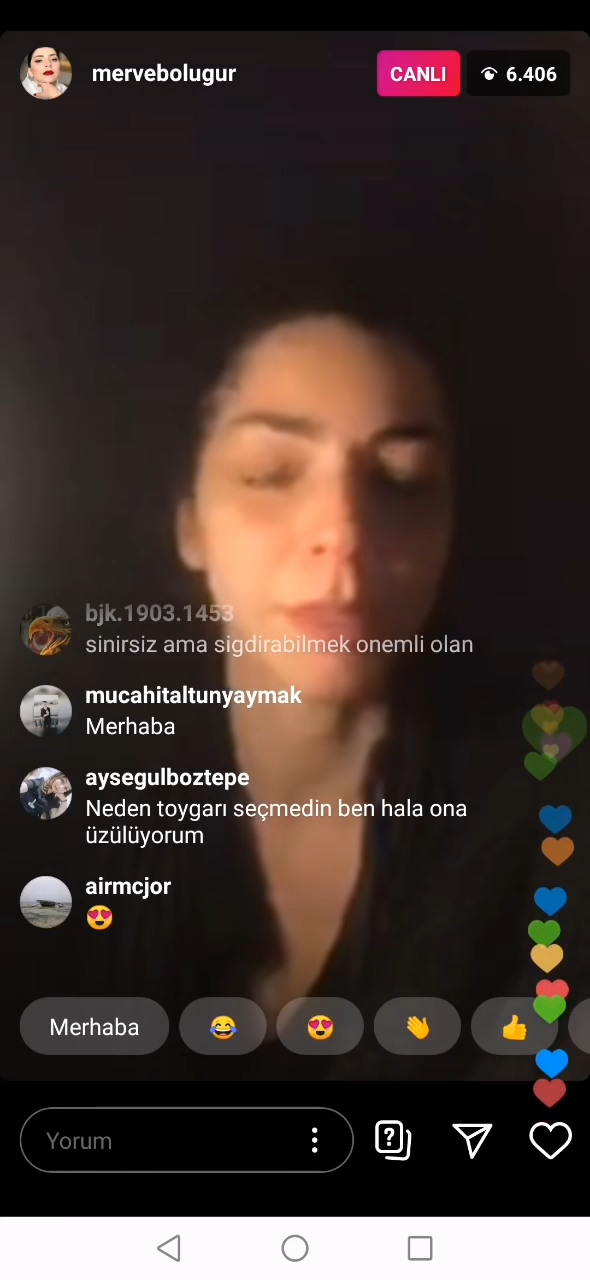 mervebolugur
CANLI
6.406
bjk.1903.1453
sinirsiz ama sigdirabilmek onemli olan
mucahitaltunyaymak
Merhaba
aysegulboztepe
Neden toygarı seçmedin ben hala ona
üzülüyorum
airmcjor
😍
Merhaba 😂 😍 👋 👍
Yorum